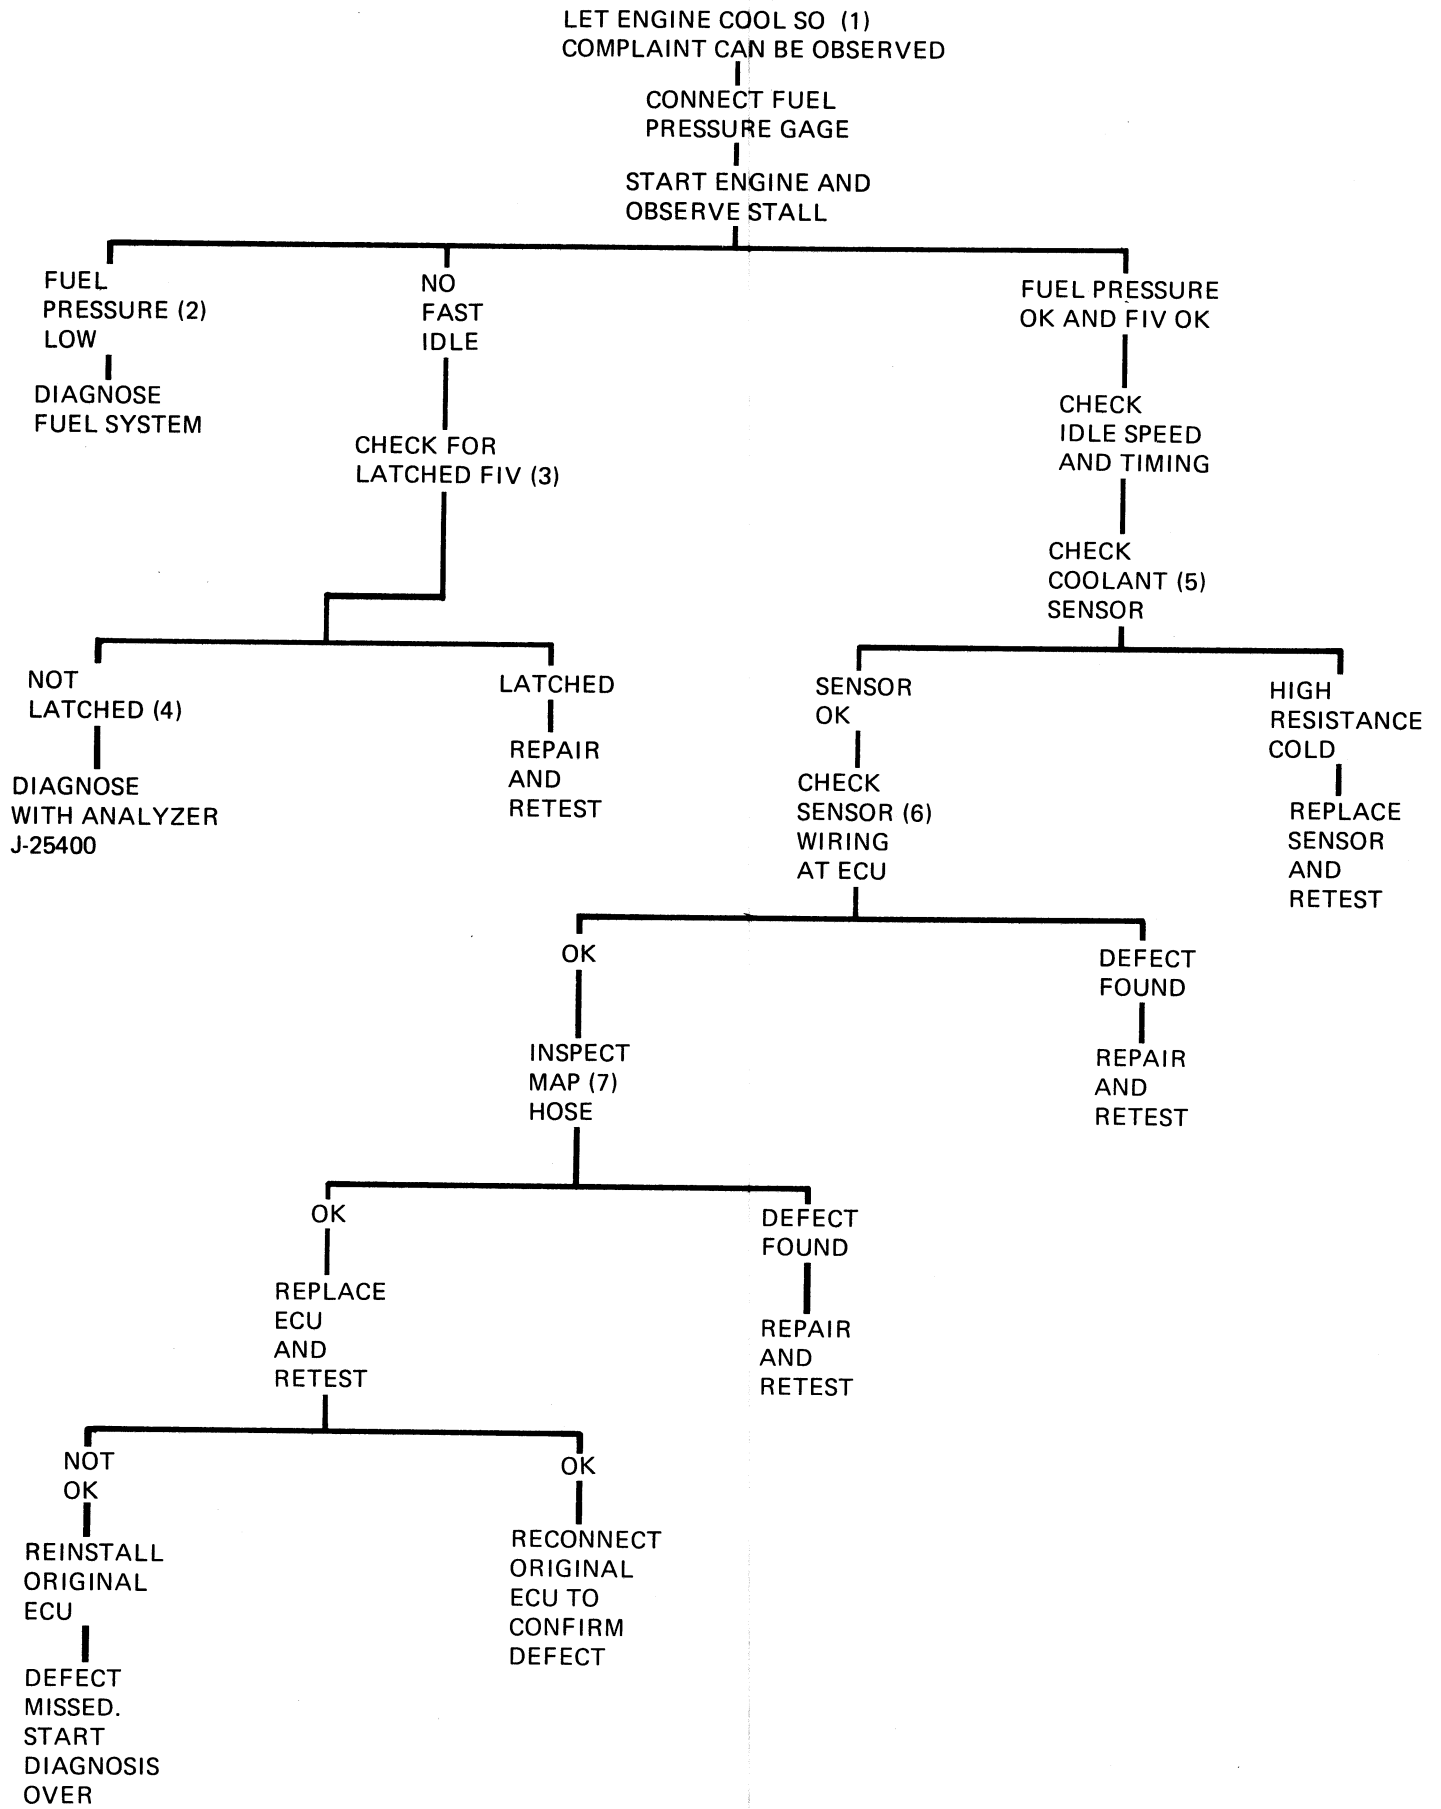 LET ENGINE COOL SO (1)
COMPLAINT CAN BE OBSERVED
CONNECT FUEL
PRESSURE GAGE
START ENGINE AND
OBSERVE STALL
FUEL
PRESSURE (2)
LOW
DIAGNOSE
FUEL SYSTEM
NO
FAST
IDLE
CHECK FOR
LATCHED FIV (3)
NOT
LATCHED (4)
DIAGNOSE
WITH ANALYZER
J-25400
LATCHED
REPAIR
AND
RETEST
FUEL PRESSURE
OK AND FIV OK
CHECK
IDLE SPEED
AND TIMING
CHECK
COOLANT (5)
SENSOR
SENSOR
OK
CHECK
SENSOR (6)
WIRING
AT ECU
HIGH
RESISTANCE
COLD
REPLACE
SENSOR
AND
RETEST
OK
INSPECT
MAP (7)
HOSE
DEFECT
FOUND
REPAIR
AND
RETEST
OK
REPLACE
ECU
AND
RETEST
DEFECT
FOUND
REPAIR
AND
RETEST
NOT
OK
REINSTALL
ORIGINAL
ECU
DEFECT
MISSED.
START
DIAGNOSIS
OVER
OK
RECONNECT
ORIGINAL
ECU TO
CONFIRM
DEFECT